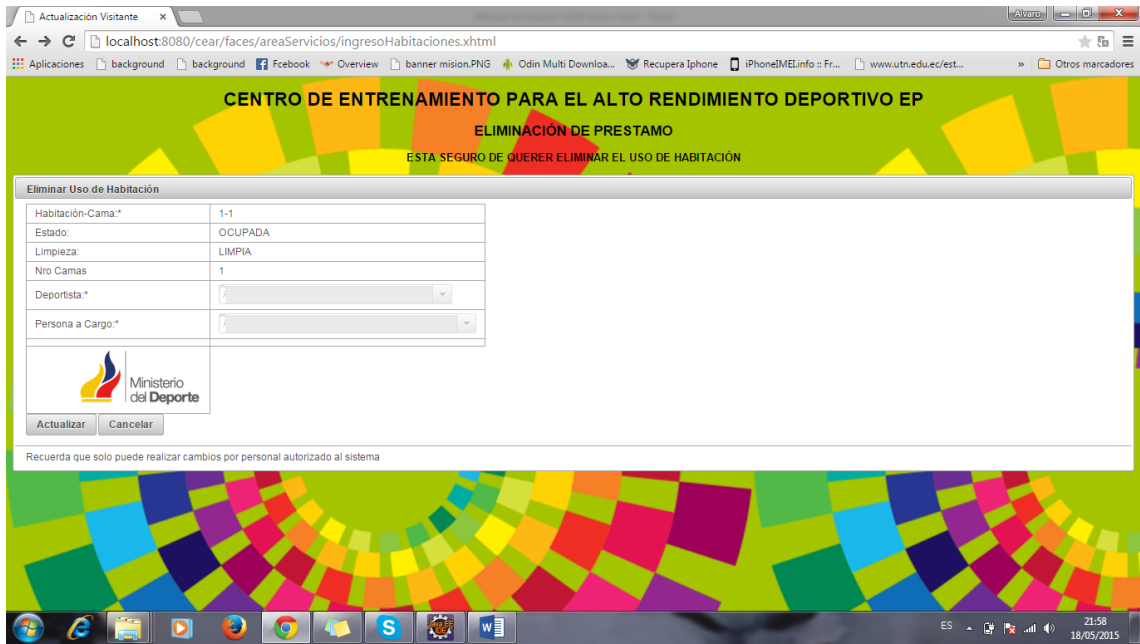 Actualización Visitante
Alvaro
localhost:8080/cear/faces/areaServicios/ingresoHabitaciones.xhtml
Aplicaciones background background Fcebook Overview banner mision.PNG Odin Multi Downloa... Recupera Iphone iPhoneIMEI.info :: Fr... www.utn.edu.ec/est... » Otros marcadores
CENTRO DE ENTRENAMIENTO PARA EL ALTO RENDIMIENTO DEPORTIVO EP
ELIMINACIÓN DE PRESTAMO
ESTA SEGURO DE QUERER ELIMINAR EL USO DE HABITACIÓN
Eliminar Uso de Habitación
Habitación-Cama:* 1-1
Estado: OCUPADA
Limpieza: LIMPIA
Nro Camas 1
Deportista:*
Persona a Cargo:*
Ministerio
del Deporte
Actualizar Cancelar
Recuerda que solo puede realizar cambios por personal autorizado al sistema
ES 21:58
18/05/2015